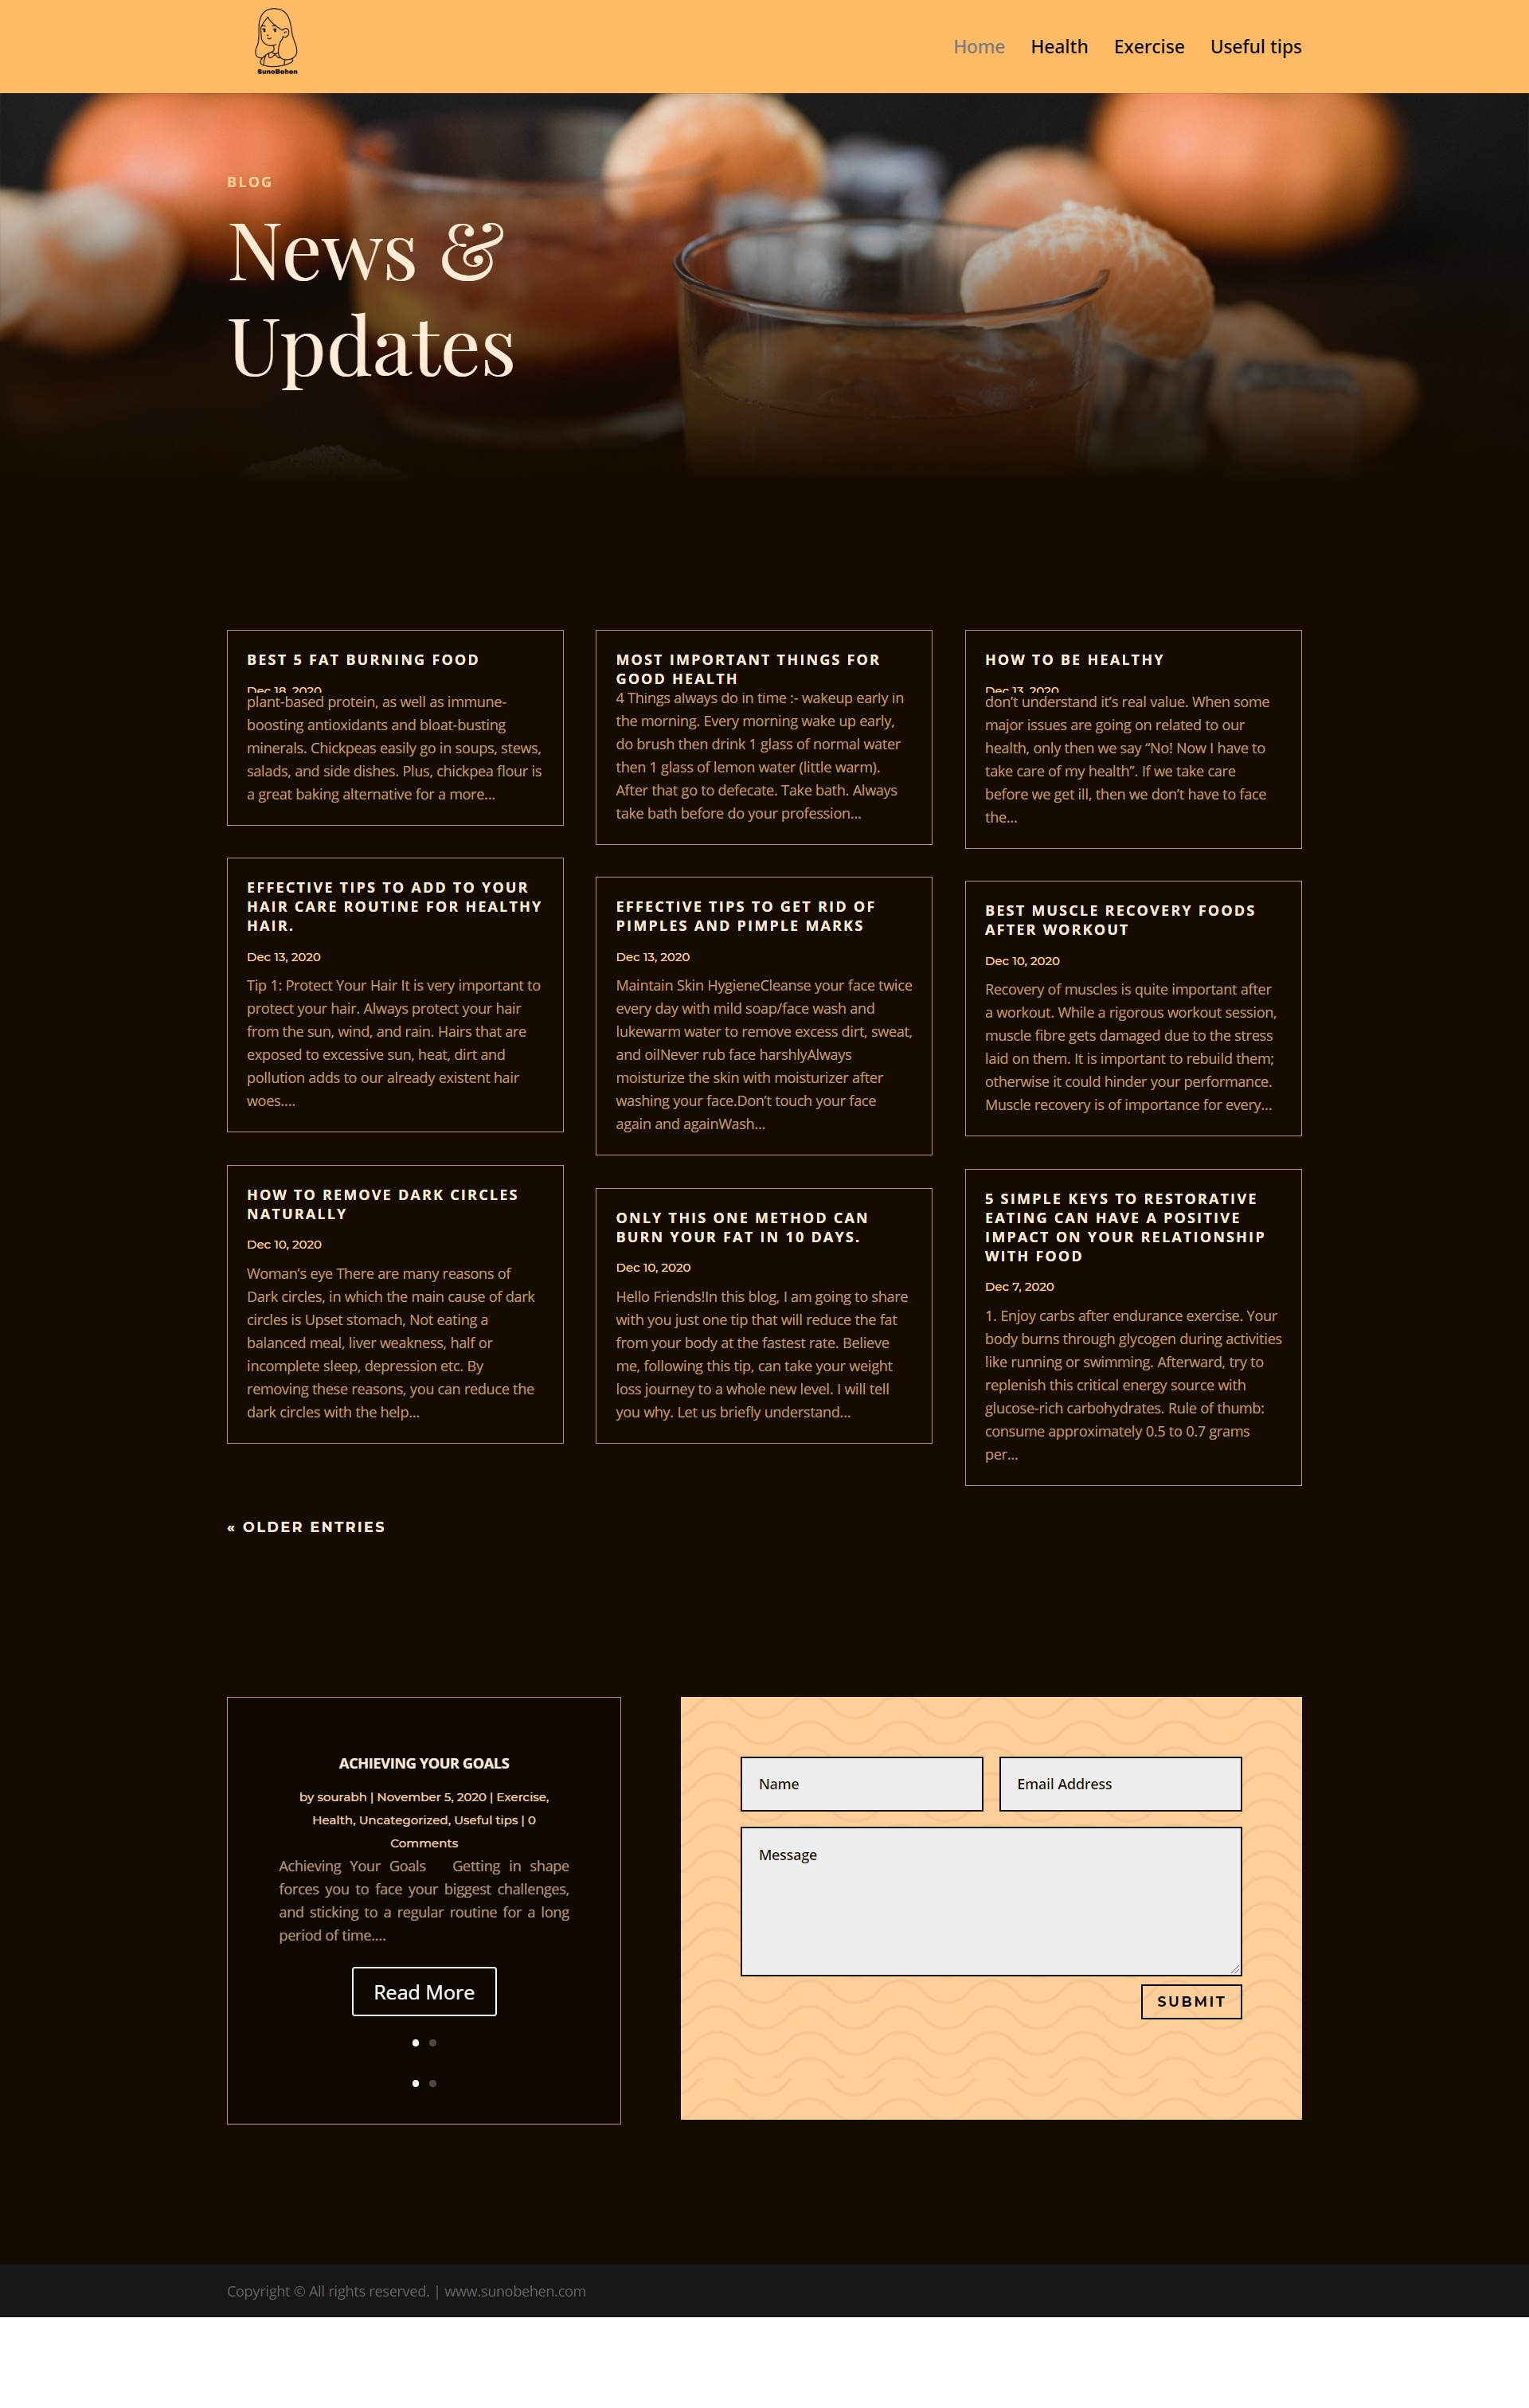 SunoBehen
Home
Health
Exercise
Useful tips
BLOG
News &
Updates
BEST 5 FAT BURNING FOOD
Dec 18, 2020
plant-based protein, as well as immune-
boosting antioxidants and bloat-busting
minerals. Chickpeas easily go in soups, stews,
salads, and side dishes. Plus, chickpea flour is
a great baking alternative for a more...
MOST IMPORTANT THINGS FOR
GOOD HEALTH
4 Things always do in time :- wakeup early in
the morning. Every morning wake up early,
do brush then drink 1 glass of normal water
then 1 glass of lemon water (little warm).
After that go to defecate. Take bath. Always
take bath before do your profession...
HOW TO BE HEALTHY
Dec 13, 2020
don’t understand it’s real value. When some
major issues are going on related to our
health, only then we say “No! Now I have to
take care of my health”. If we take care
before we get ill, then we don’t have to face
the...
EFFECTIVE TIPS TO ADD TO YOUR
HAIR CARE ROUTINE FOR HEALTHY
HAIR.
Dec 13, 2020
Tip 1: Protect Your Hair It is very important to
protect your hair. Always protect your hair
from the sun, wind, and rain. Hairs that are
exposed to excessive sun, heat, dirt and
pollution adds to our already existent hair
woes....
EFFECTIVE TIPS TO GET RID OF
PIMPLES AND PIMPLE MARKS
Dec 13, 2020
Maintain Skin HygieneCleanse your face twice
every day with mild soap/face wash and
lukewarm water to remove excess dirt, sweat,
and oilNever rub face harshlyAlways
moisturize the skin with moisturizer after
washing your face.Don’t touch your face
again and againWash...
BEST MUSCLE RECOVERY FOODS
AFTER WORKOUT
Dec 10, 2020
Recovery of muscles is quite important after
a workout. While a rigorous workout session,
muscle fibre gets damaged due to the stress
laid on them. It is important to rebuild them;
otherwise it could hinder your performance.
Muscle recovery is of importance for every...
HOW TO REMOVE DARK CIRCLES
NATURALLY
Dec 10, 2020
Woman’s eye There are many reasons of
Dark circles, in which the main cause of dark
circles is Upset stomach, Not eating a
balanced meal, liver weakness, half or
incomplete sleep, depression etc. By
removing these reasons, you can reduce the
dark circles with the help...
ONLY THIS ONE METHOD CAN
BURN YOUR FAT IN 10 DAYS.
Dec 10, 2020
Hello Friends!In this blog, I am going to share
with you just one tip that will reduce the fat
from your body at the fastest rate. Believe
me, following this tip, can take your weight
loss journey to a whole new level. I will tell
you why. Let us briefly understand...
5 SIMPLE KEYS TO RESTORATIVE
EATING CAN HAVE A POSITIVE
IMPACT ON YOUR RELATIONSHIP
WITH FOOD
Dec 7, 2020
1. Enjoy carbs after endurance exercise. Your
body burns through glycogen during activities
like running or swimming. Afterward, try to
replenish this critical energy source with
glucose-rich carbohydrates. Rule of thumb:
consume approximately 0.5 to 0.7 grams
per...
« OLDER ENTRIES
ACHIEVING YOUR GOALS
by sourabh | November 5, 2020 | Exercise,
Health, Uncategorized, Useful tips | 0
Comments
Achieving Your Goals Getting in shape
forces you to face your biggest challenges,
and sticking to a regular routine for a long
period of time....
Read More
Name
Email Address
Message
SUBMIT
Copyright © All rights reserved. | www.sunobehen.com